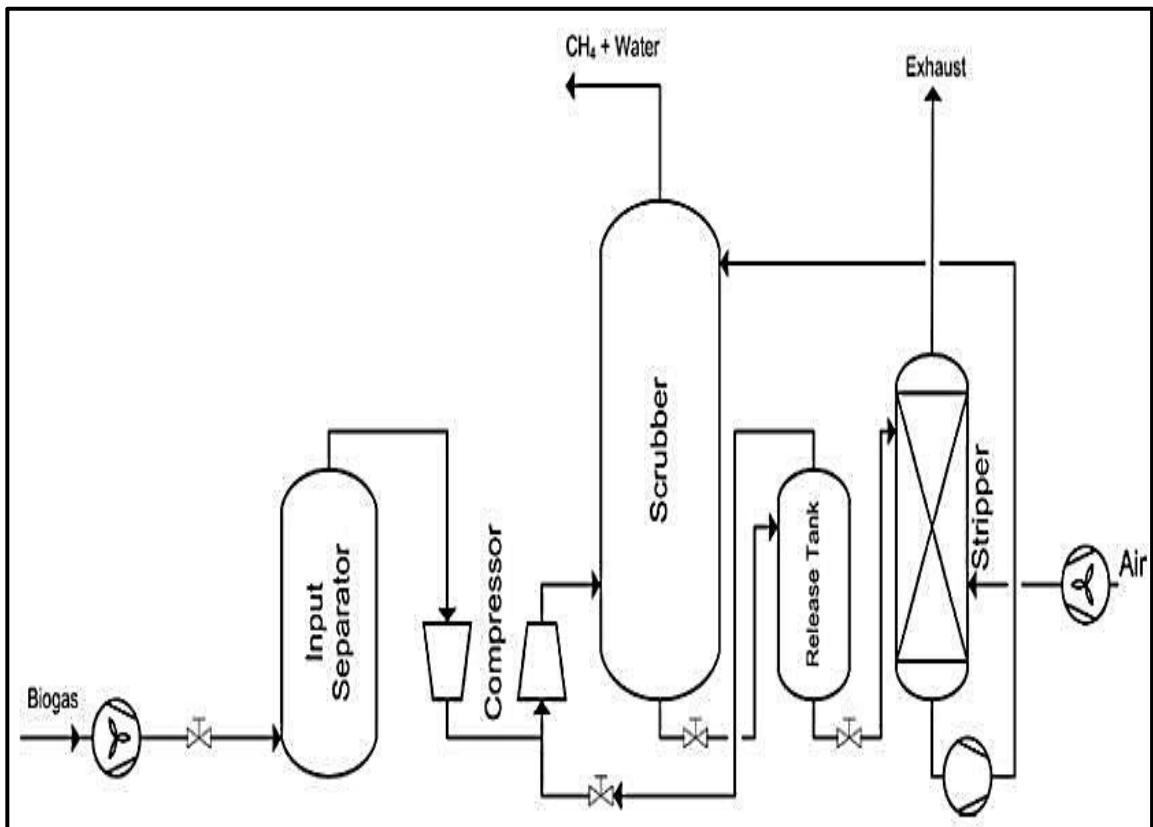 CH₄ + Water
Exhaust
Scrubber
Stripper
Air
Input
Separator
Compressor
Release Tank
Biogas